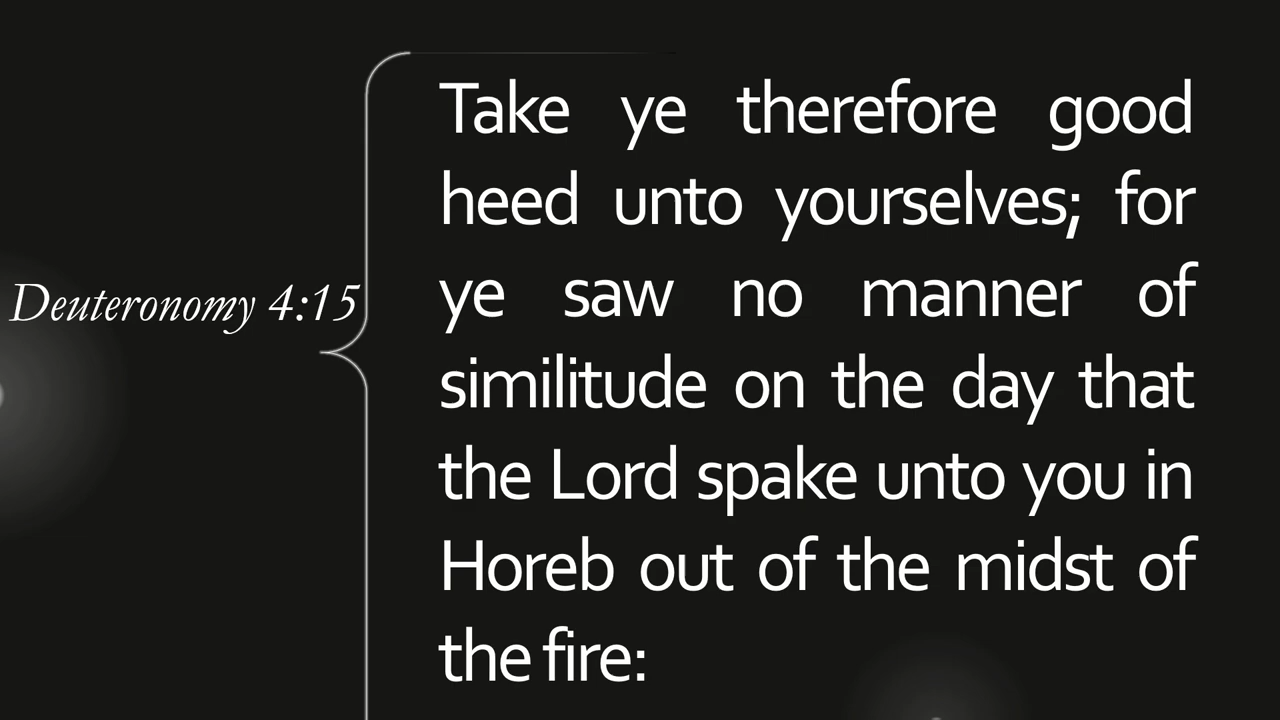 Deuteronomy 4:15
Take ye therefore good
heed unto yourselves; for
ye saw no manner of
similitude on the day that
the Lord spake unto you in
Horeb out of the midst of
the fire: